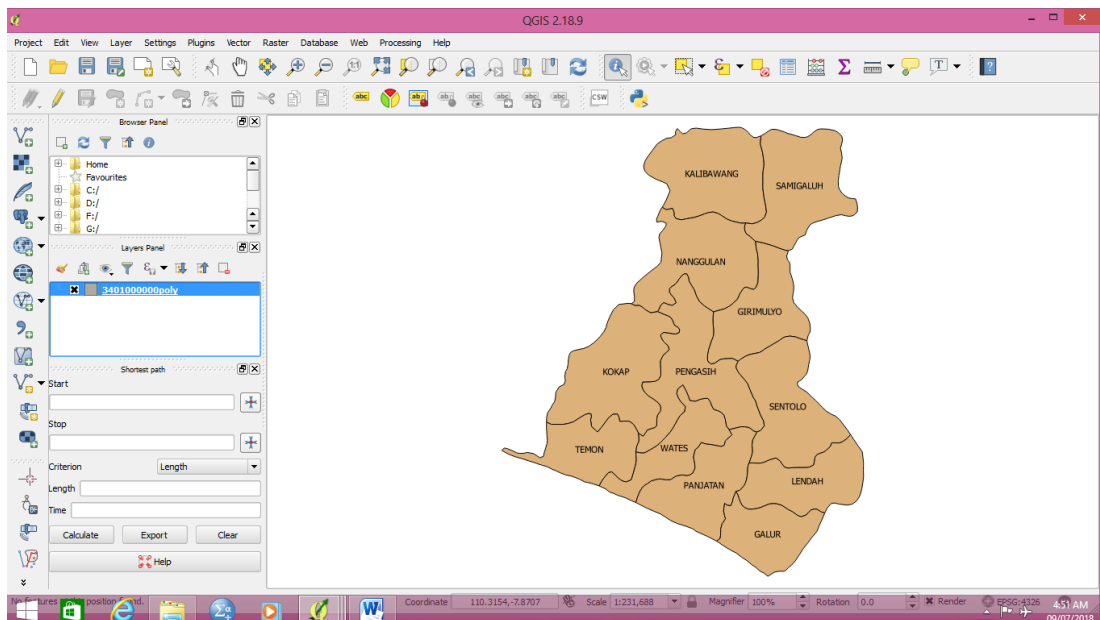 QGIS 2.18.9
Project Edit View Layer Settings Plugins Vector Raster Database Web Processing Help
abc
CSW
Browser Panel
Home
Favourites
C:/
D:/
F:/
G:/
Layers Panel
3401000000poly
Shortest path
Start
Stop
Criterion Length
Length
Time
Calculate Export Clear
Help
KALIBAWANG
SAMIGALUH
NANGGULAN
GIRIMULYO
KOKAP
PENGASIH
SENTOLO
TEMON
WATES
PANJATAN
LENDAH
GALUR
Coordinate 110.3154,-7.8707 Scale 1:231,688 Magnifier 100% Rotation 0.0 Render EPSG:4326
4:51 AM
09/07/2018